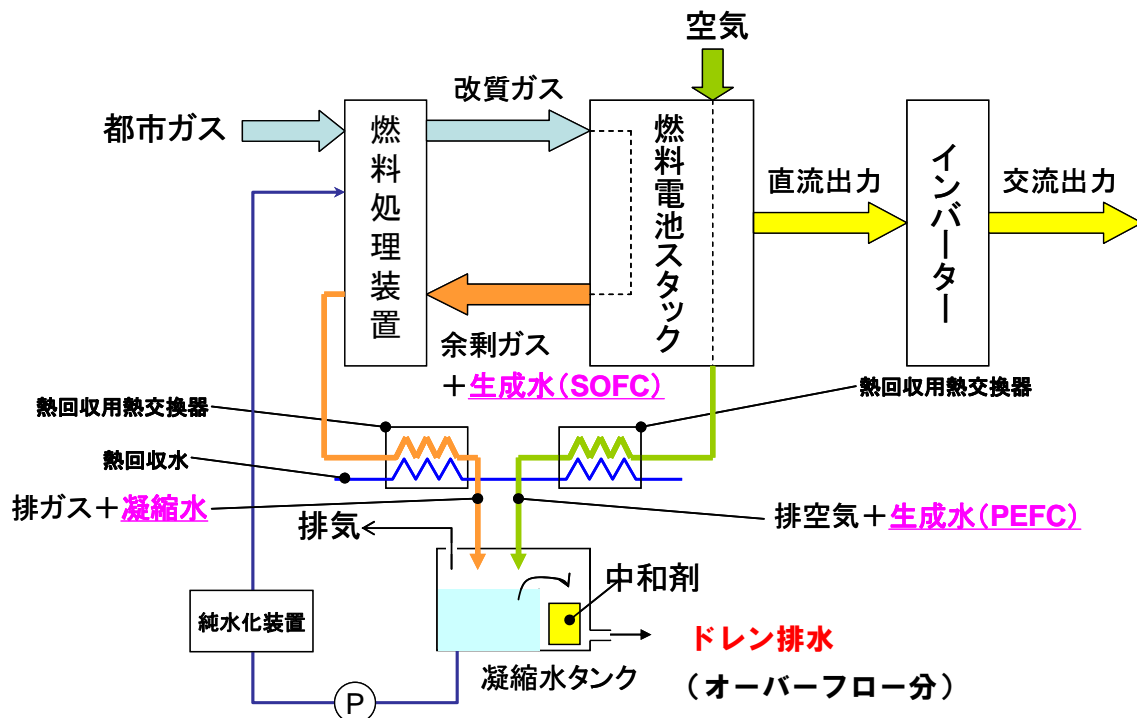 空気
都市ガス
燃料処理装置
改質ガス
燃料電池スタック
直流出力
インバーター
交流出力
余剰ガス
＋生成水（SOFC）
熱回収用熱交換器
熱回収用熱交換器
熱回収水
排ガス＋凝縮水
排気
排空気＋生成水（PEFC）
中和剤
純水化装置
凝縮水タンク
ドレン排水
（オーバーフロー分）
P